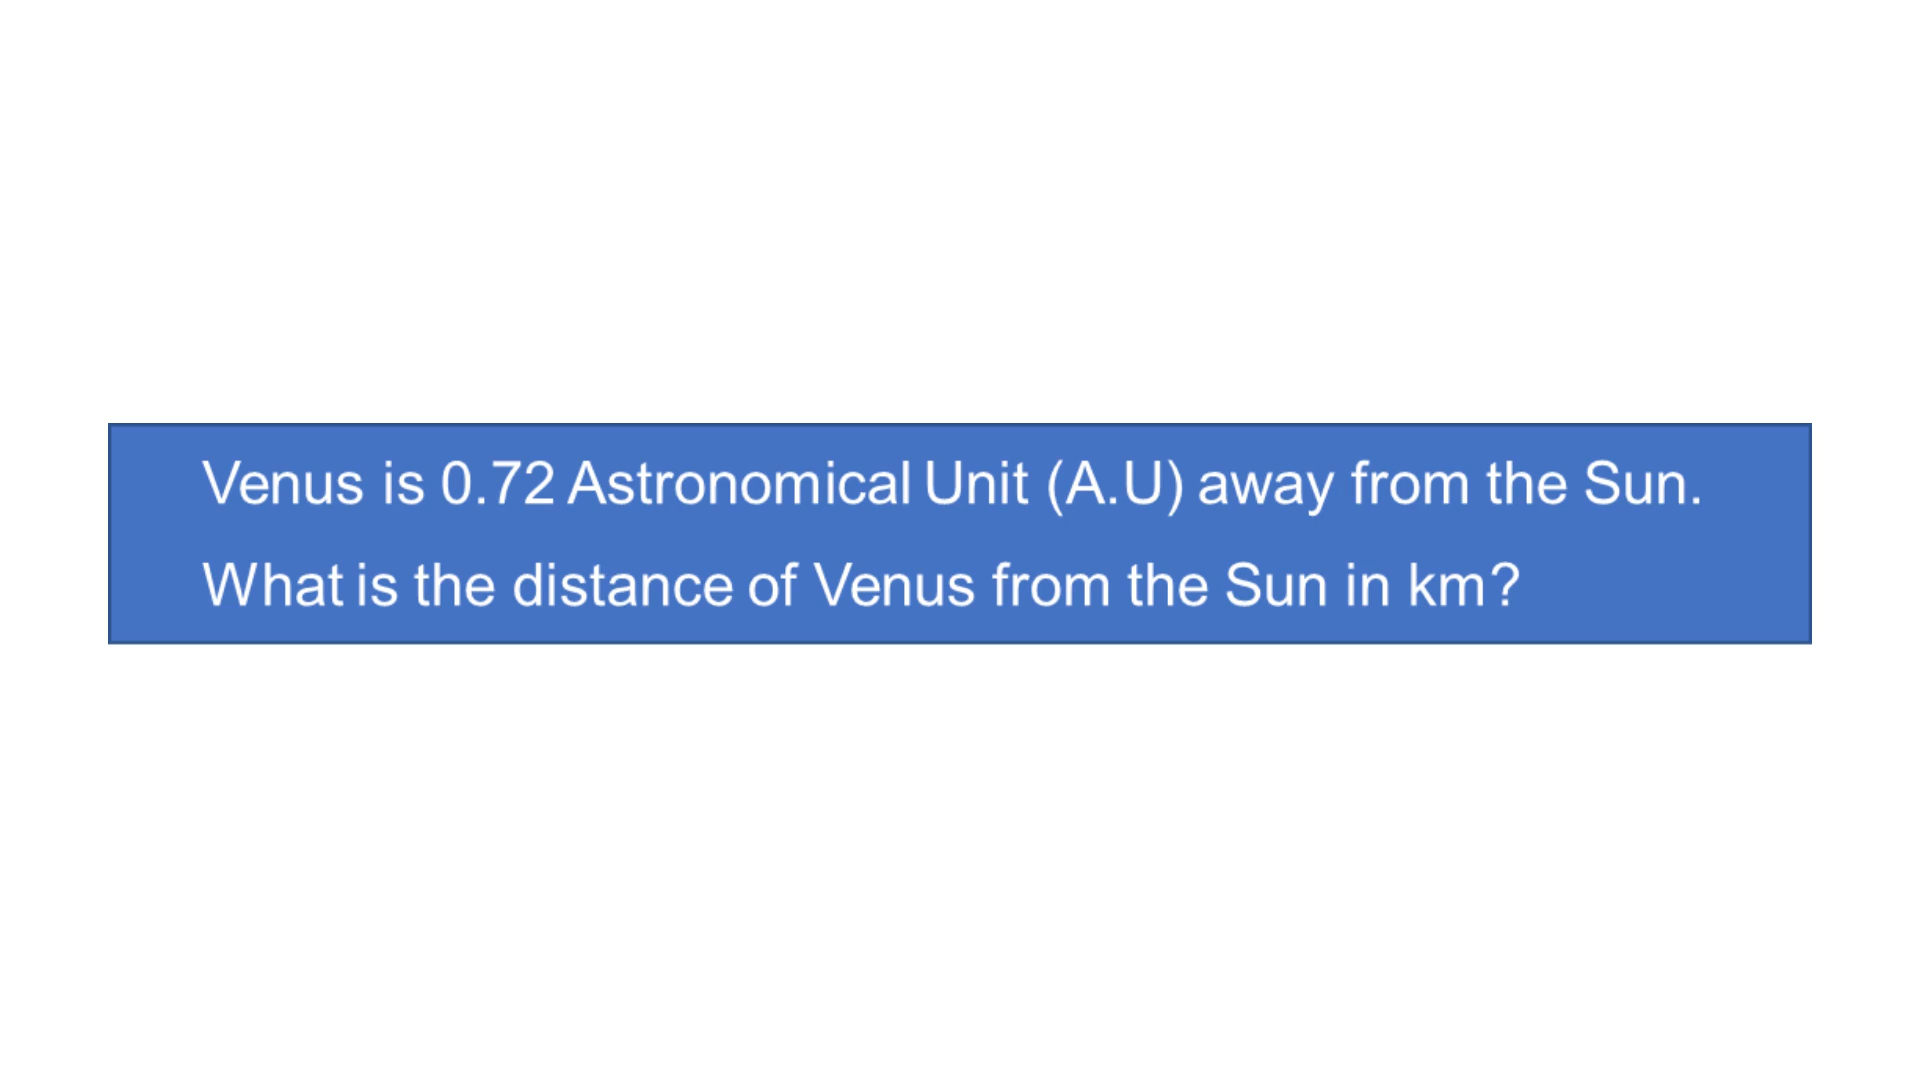 Venus is 0.72 Astronomical Unit (A.U) away from the Sun.
What is the distance of Venus from the Sun in km?